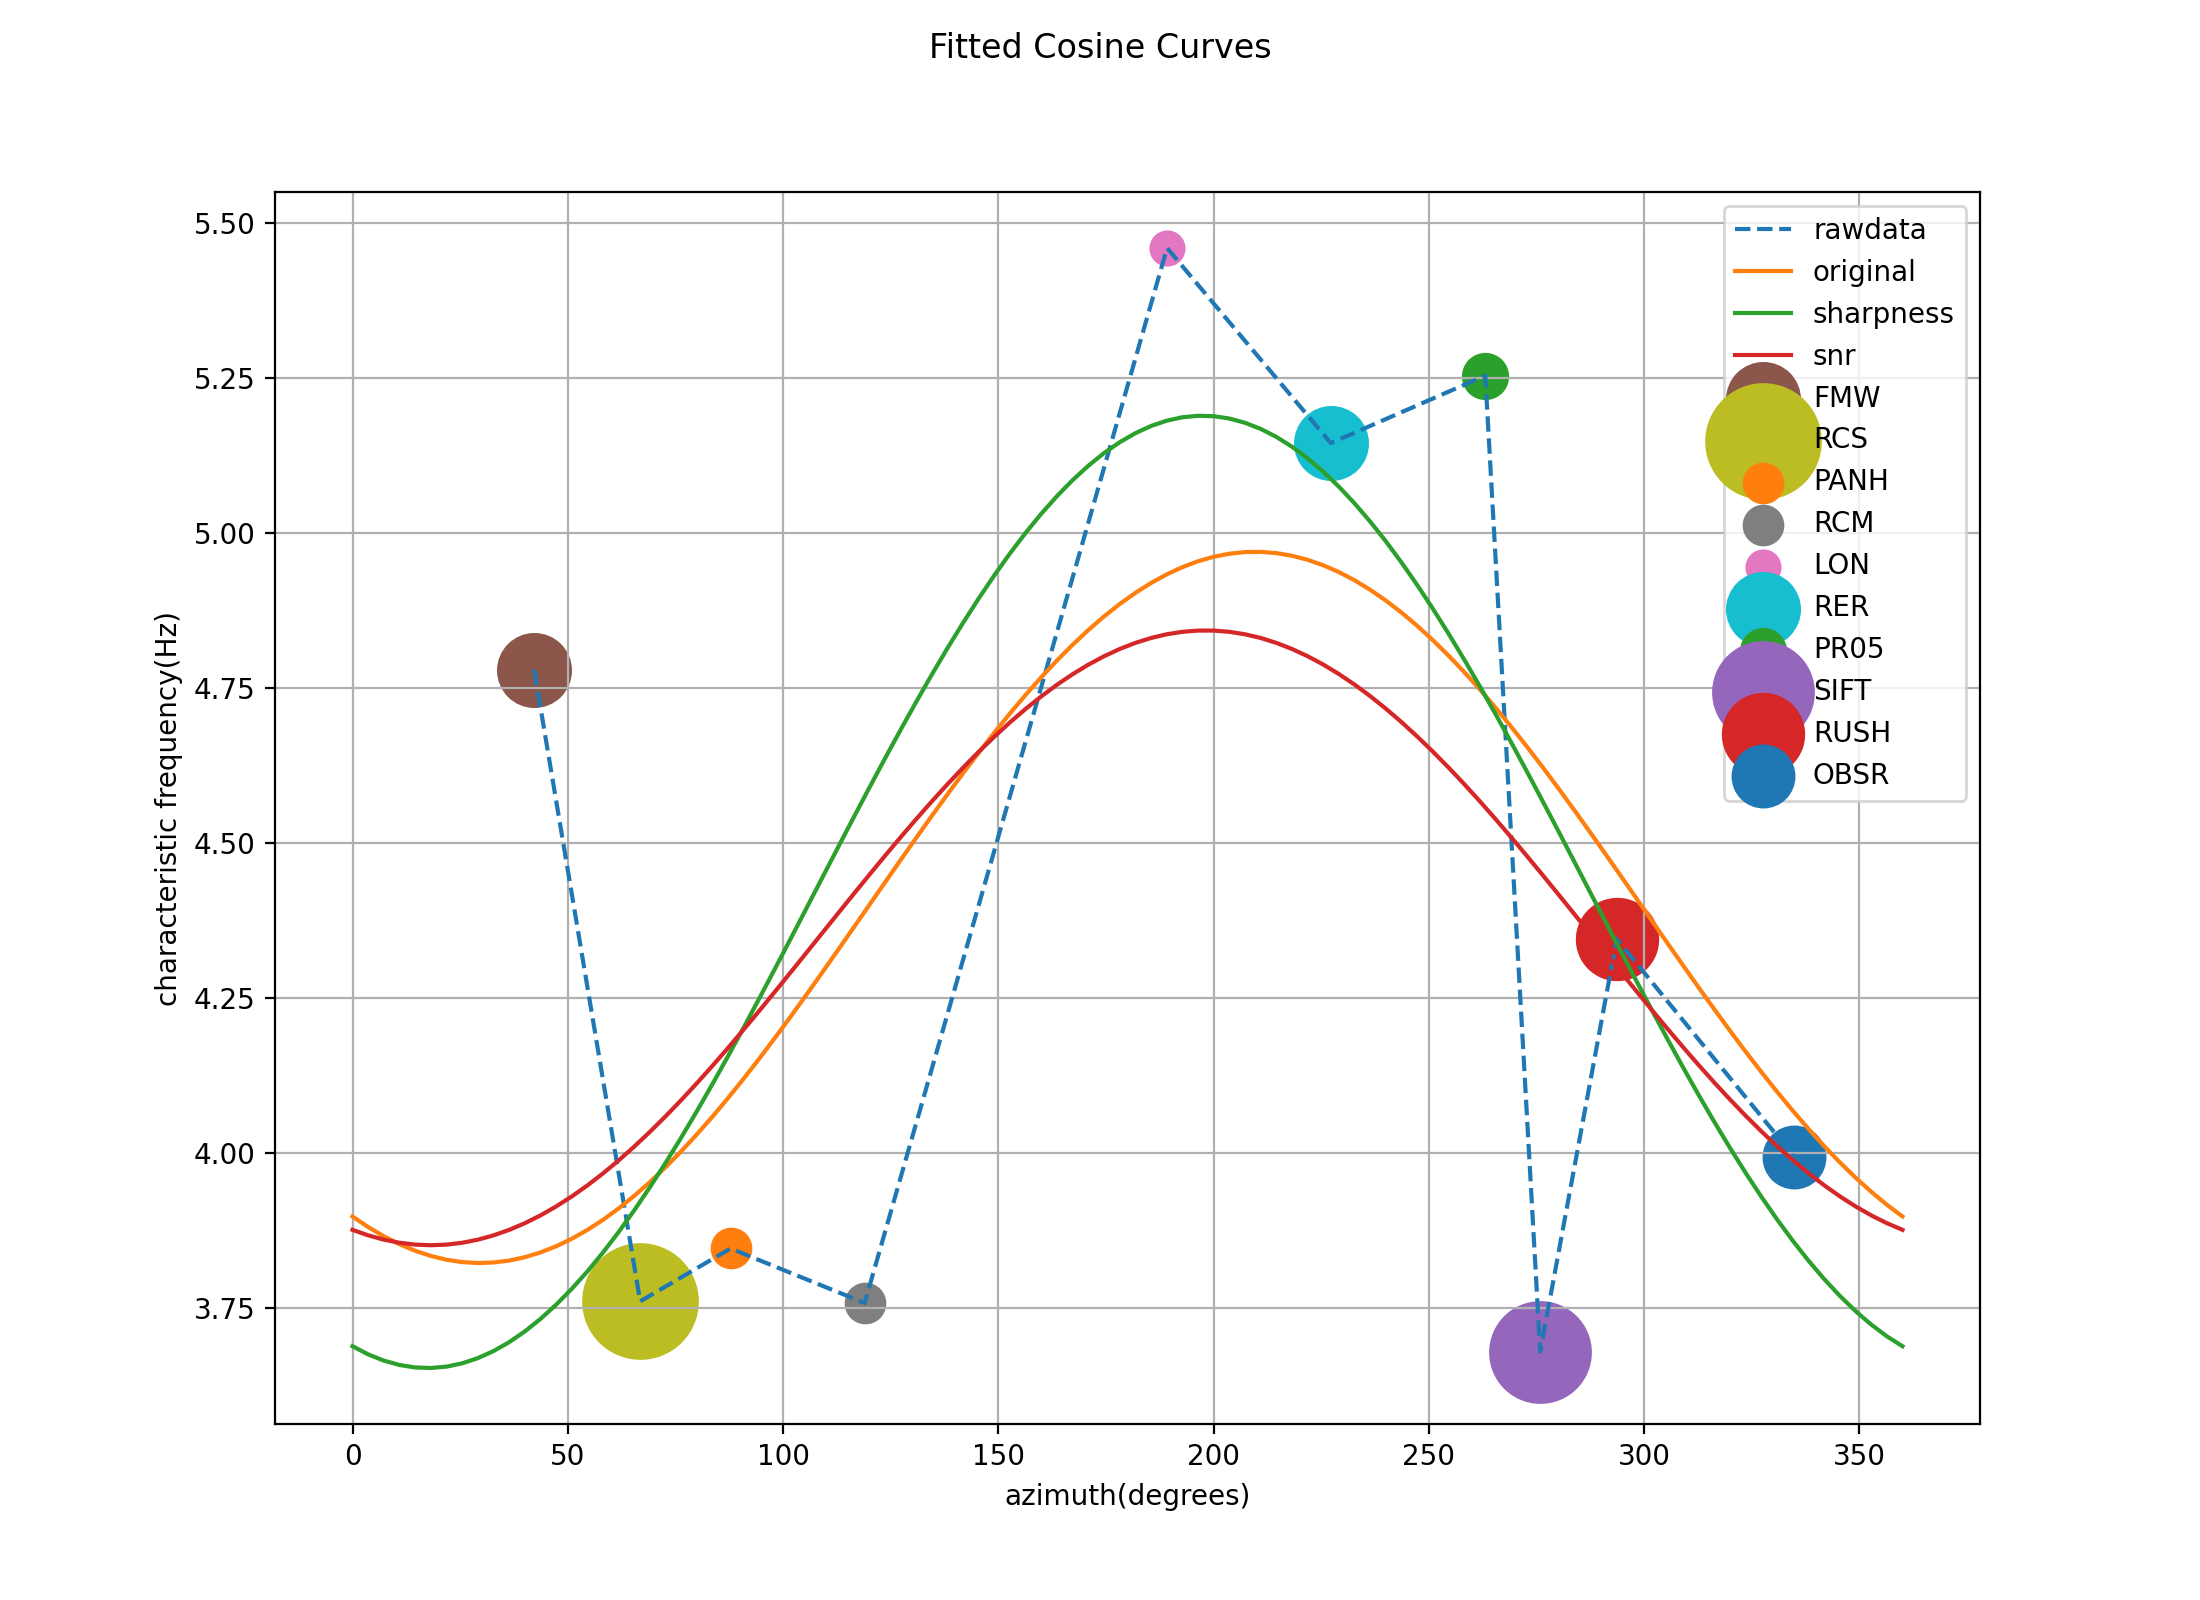 Fitted Cosine Curves
5.50
5.25
5.00
4.75
4.50
4.25
4.00
3.75
characteristic frequency(Hz)
rawdata
original
sharpness
snr
FMW
RCS
PANH
RCM
LON
RER
PR05
SIFT
RUSH
OBSR
0 50 100 150 200 250 300 350
azimuth(degrees)